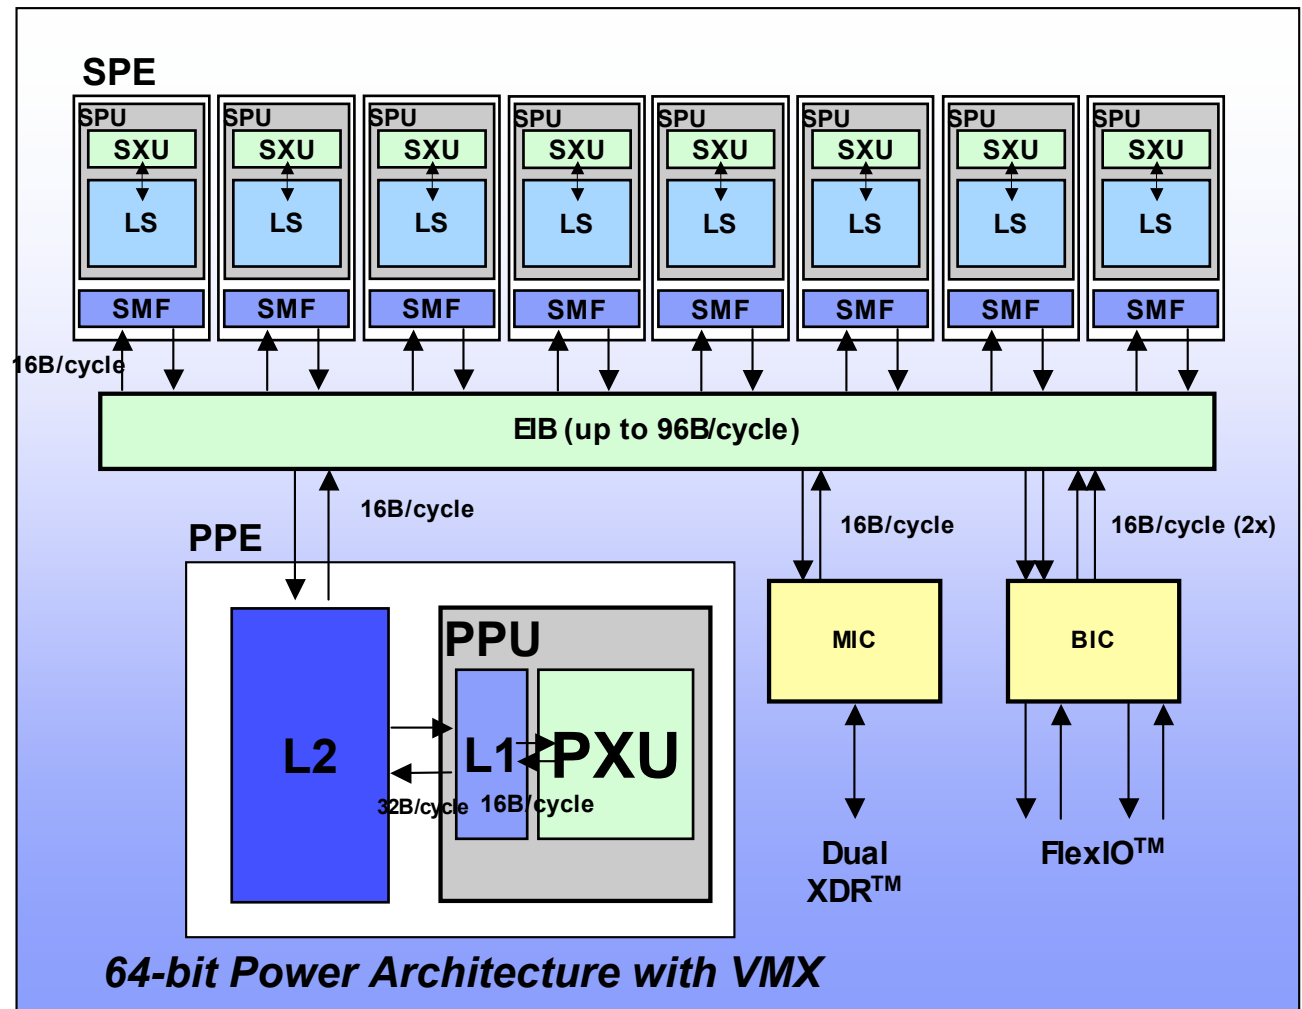 SPE
SPU SPU SPU SPU SPU SPU SPU SPU
SXU SXU SXU SXU SXU SXU SXU SXU
LS LS LS LS LS LS LS LS
SMF SMF SMF SMF SMF SMF SMF SMF
16B/cycle
EIB (up to 96B/cycle)
16B/cycle
16B/cycle
16B/cycle (2x)
PPE
PPU
MIC
BIC
L2
L1
PXU
32B/cycle
16B/cycle
Dual
XDR™
FlexIO™
64-bit Power Architecture with VMX